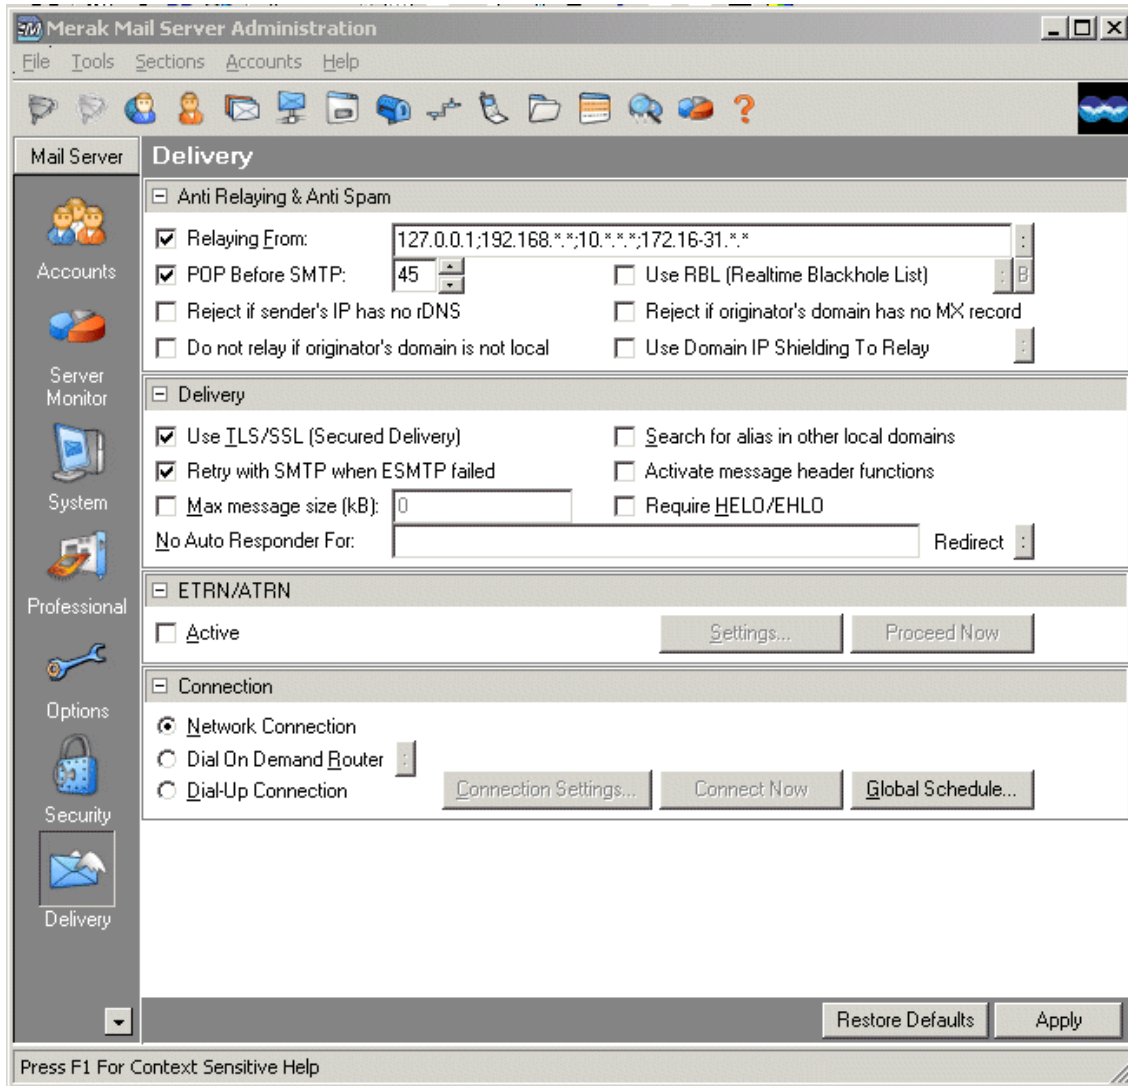 Merak Mail Server Administration
File Tools Sections Accounts Help
Mail Server
Delivery
Accounts
Server
Monitor
System
Professional
Options
Security
Delivery
Anti Relaying & Anti Spam
Relaying From: 127.0.0.1;192.168.*.*;10.*.*.*;172.16-31.*.* :
POP Before SMTP: 45 Use RBL (Realtime Blackhole List) : B
Reject if sender's IP has no rDNS Reject if originator's domain has no MX record
Do not relay if originator's domain is not local Use Domain IP Shielding To Relay :
Delivery
Use TLS/SSL (Secured Delivery) Search for alias in other local domains
Retry with SMTP when ESMTP failed Activate message header functions
Max message size (kB): 0 Require HELO/EHLO
No Auto Responder For: Redirect :
ETRN/ATRN
Active Settings... Proceed Now
Connection
Network Connection
Dial On Demand Router :
Dial-Up Connection Connection Settings... Connect Now Global Schedule...
Restore Defaults Apply
Press F1 For Context Sensitive Help